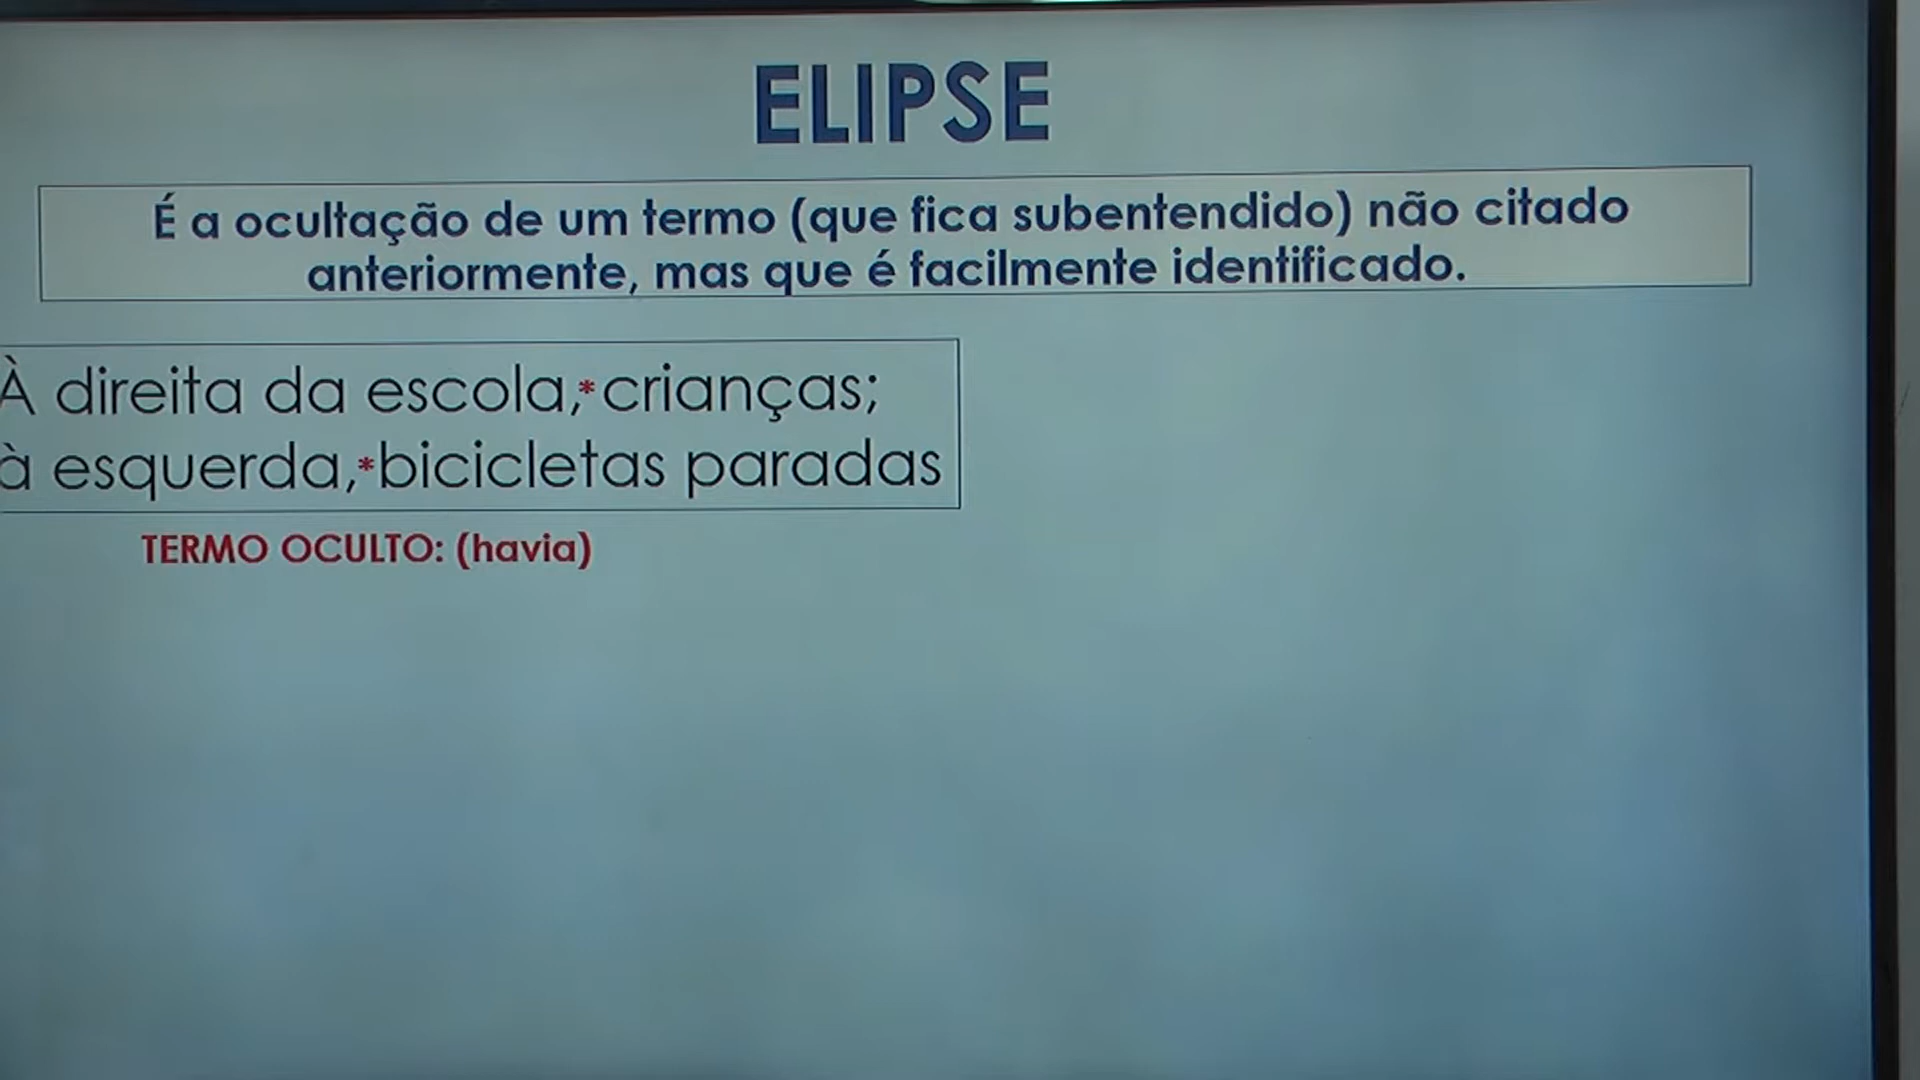 ELIPSE
É a ocultação de um termo (que fica subentendido) não citado
anteriormente, mas que é facilmente identificado.
À direita da escola,*crianças;
à esquerda,*bicicletas paradas
TERMO OCULTO: (havia)